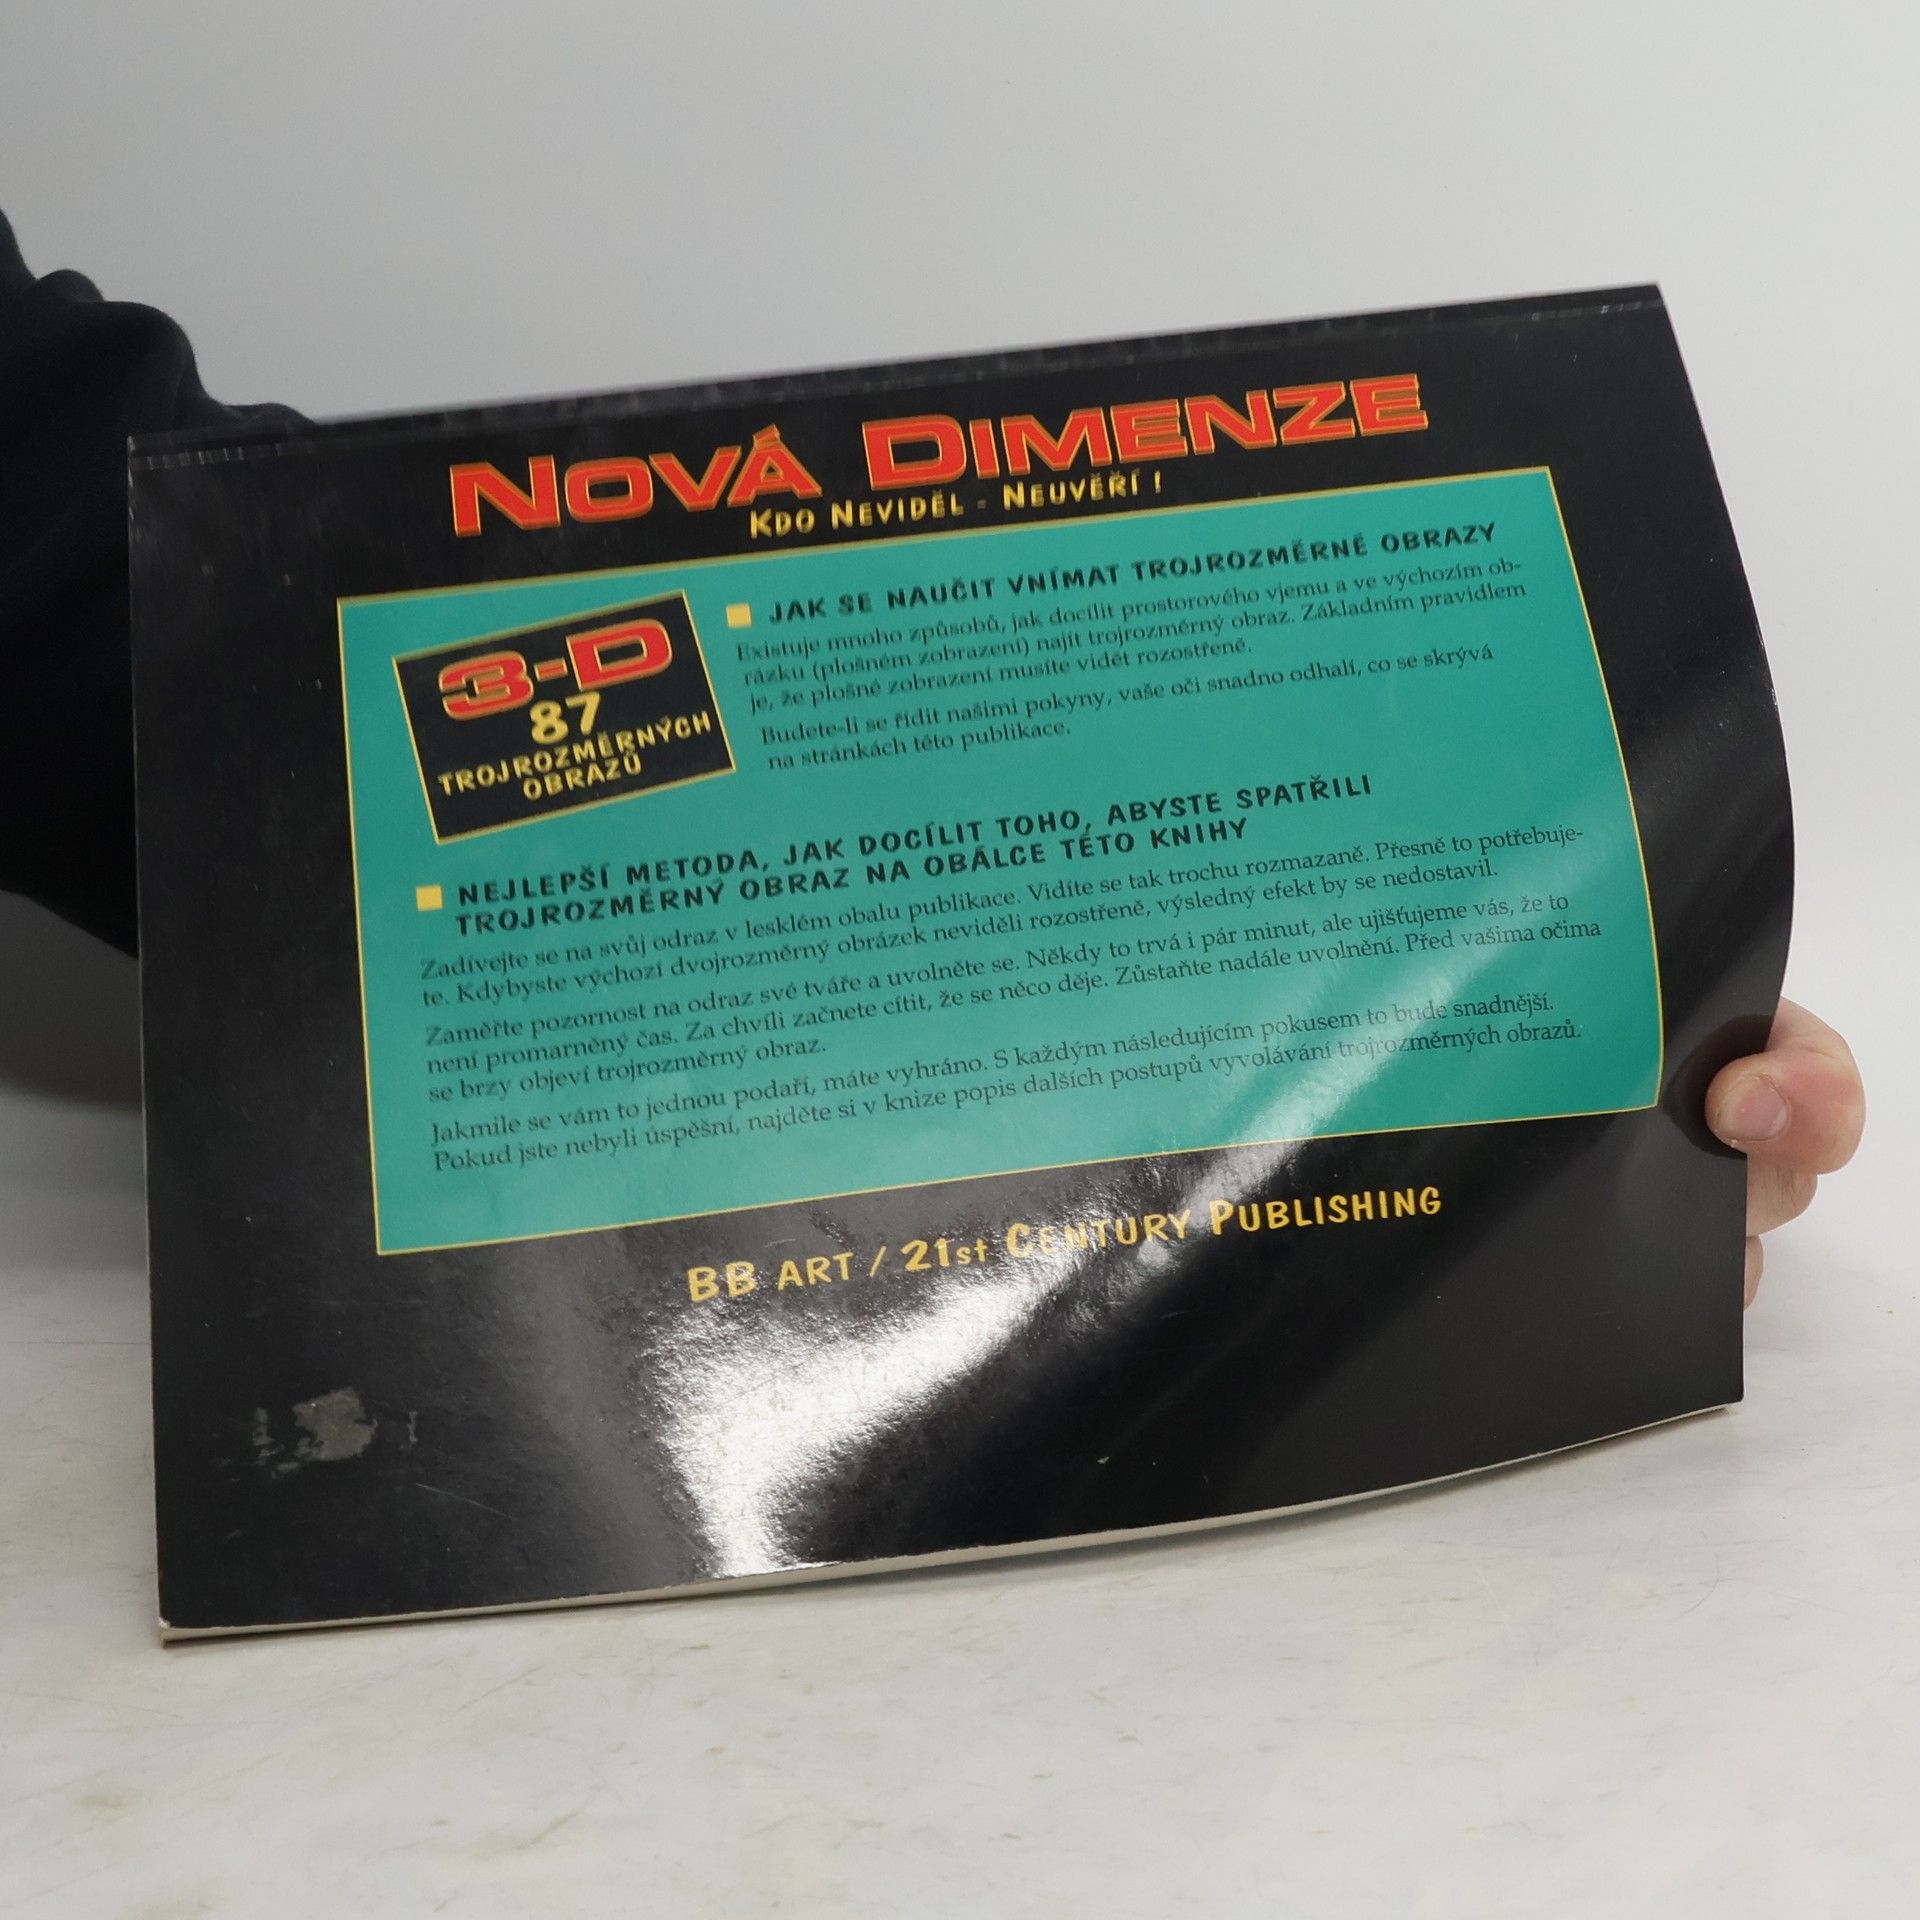 NOVÁ DIMENZE
KDO NEVIDĚL - NEUVĚŘÍ !
3-D
87
TROJROZMĚRNÝCH
OBRAZŮ
JAK SE NAUČIT VNÍMAT TROJROZMĚRNÉ OBRAZY
Existuje mnoho způsobů, jak docílit prostorového vjemu a ve výchozím ob-
rázku (plošném zobrazení) najít trojrozměrný obraz. Základním pravidlem
je, že plošné zobrazení musíte vidět rozostřeně.
Budete-li se řídit našimi pokyny, vaše oči snadno odhalí, co se skrývá
na stránkách této publikace.
NEJLEPŠÍ METODA, JAK DOCÍLIT TOHO, ABYSTE SPATŘILI
TROJROZMĚRNÝ OBRAZ NA OBÁLCE TÉTO KNIHY
Zadívejte se na svůj odraz v lesklém obalu publikace. Vidíte se tak trochu rozmazaně. Přesně to potřebuje-
te. Kdybyste výchozí dvojrozměrný obrázek neviděli rozostřeně, výsledný efekt by se nedostavil.
Zaměřte pozornost na odraz své tváře a uvolněte se. Někdy to trvá i pár minut, ale ujišťujeme vás, že to
není promarněný čas. Za chvíli začnete cítit, že se něco děje. Zůstaňte nadále uvolnění. Před vašima očima
se brzy objeví trojrozměrný obraz.
Jakmile se vám to jednou podaří, máte vyhráno. S každým následujícím pokusem to bude snadnější.
Pokud jste nebyli úspěšní, najděte si v knize popis dalších postupů vyvolávání trojrozměrných obrazů.
BB ART / 21st CENTURY PUBLISHING